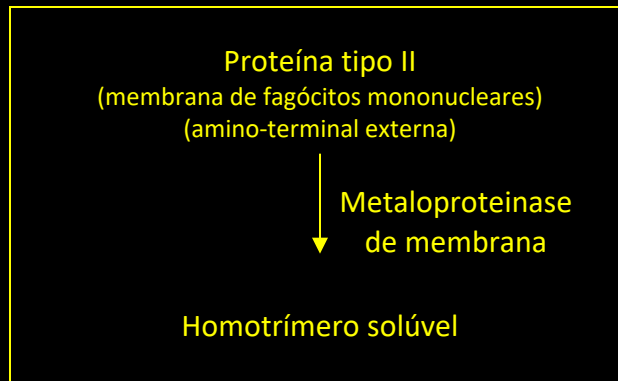 Proteína tipo II
(membrana de fagócitos mononucleares)
(amino-terminal externa)
Metaloproteinase
de membrana
Homotrímero solúvel